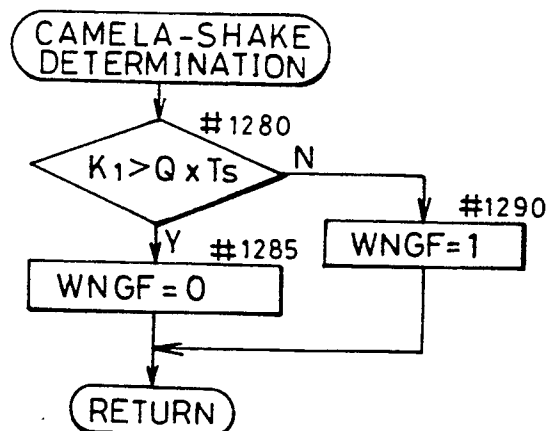 CAMELA-SHAKE
DETERMINATION
#1280
K1>Q x Ts
N
#1290
WNGF=1
Y
#1285
WNGF=0
RETURN